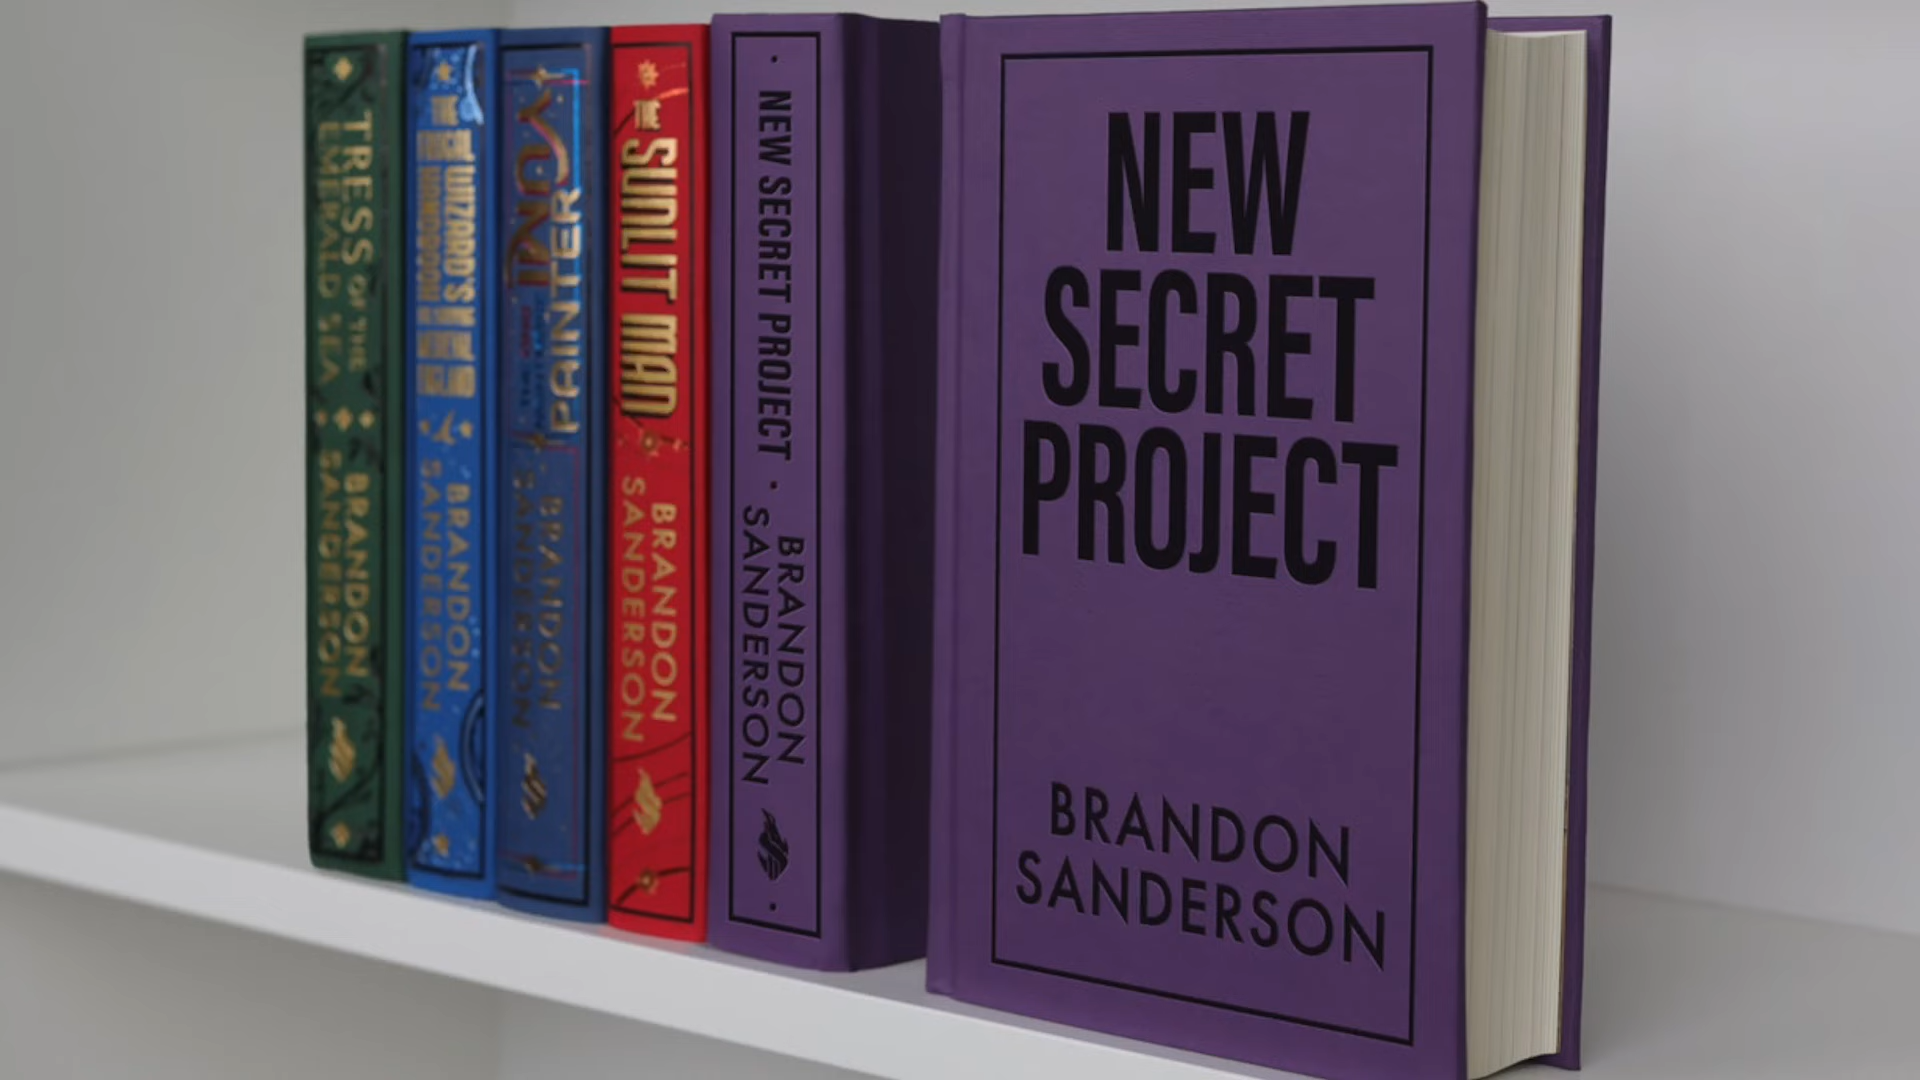 TRESS OF THE
EMERALD SEA
BRANDON
SANDERSON
THE
WIZARD'S
BRANDON
SANDERSON
YUMI
PAINTER
BRANDON
SANDERSON
THE
SUNLIT MAN
BRANDON
SANDERSON
NEW SECRET PROJECT
BRANDON
SANDERSON
NEW
SECRET
PROJECT
BRANDON
SANDERSON